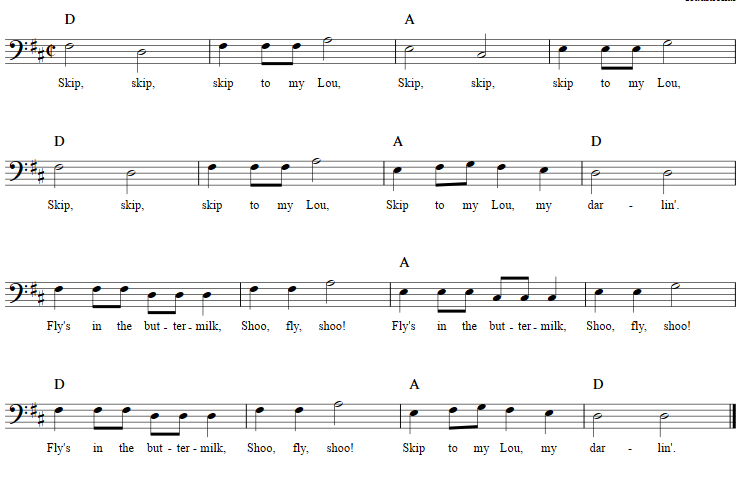 D A
Skip, skip, skip to my Lou, Skip, skip, skip to my Lou,
D A D
Skip, skip, skip to my Lou, Skip to my Lou, my dar - lin'.
A
Fly's in the but - ter - milk, Shoo, fly, shoo! Fly's in the but - ter - milk, Shoo, fly, shoo!
D A D
Fly's in the but - ter - milk, Shoo, fly, shoo! Skip to my Lou, my dar - lin'.